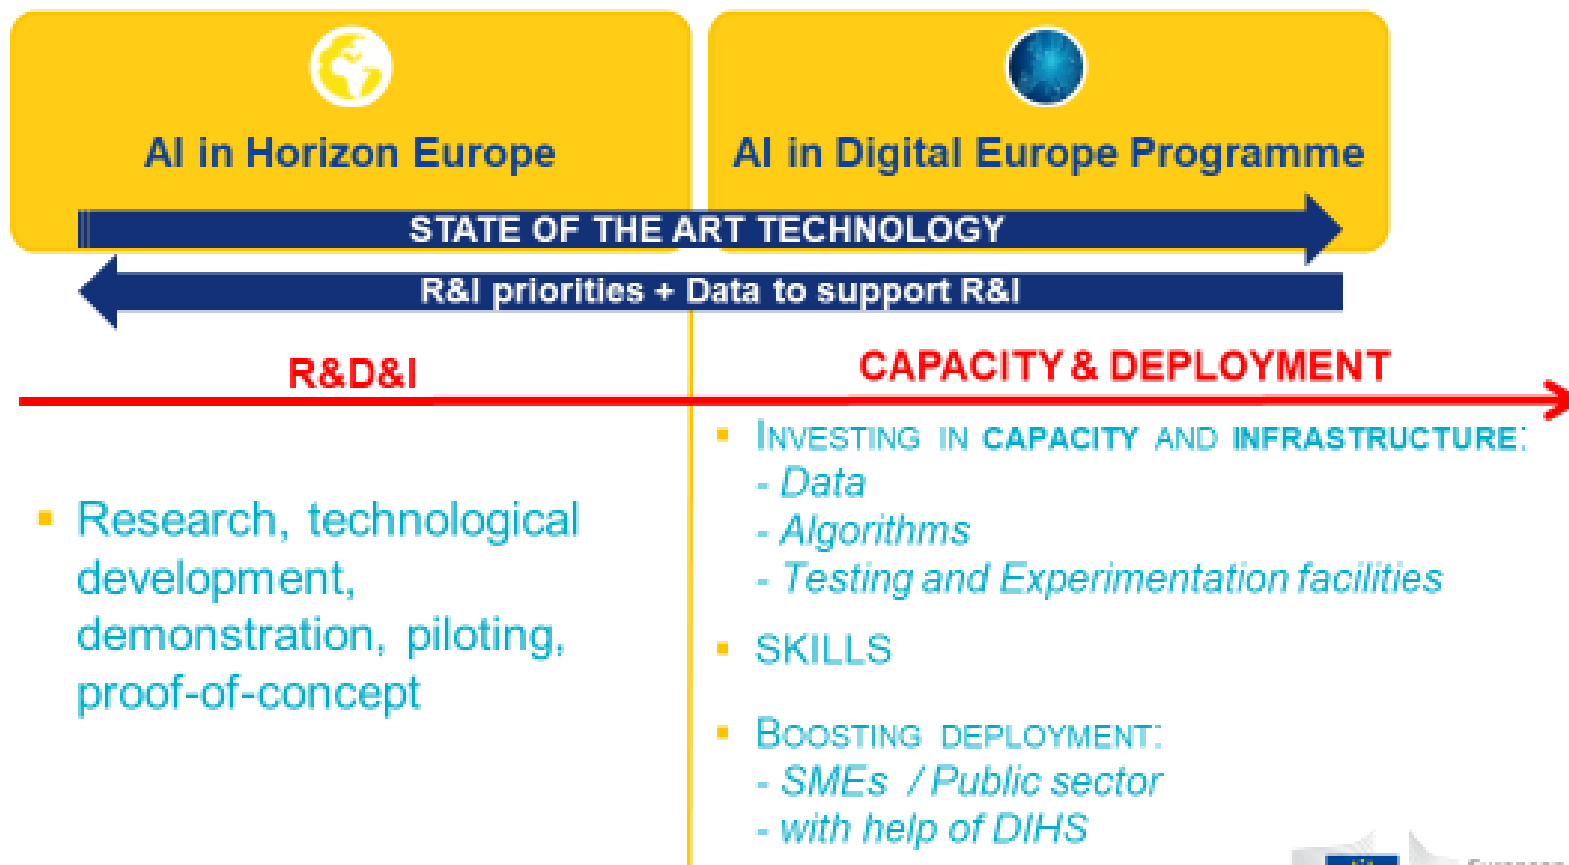 AI in Horizon Europe
AI in Digital Europe Programme
STATE OF THE ART TECHNOLOGY
R&I priorities + Data to support R&I
R&D&I
CAPACITY & DEPLOYMENT
▪ Research, technological
development,
demonstration, piloting,
proof-of-concept
▪ INVESTING IN CAPACITY AND INFRASTRUCTURE:
- Data
- Algorithms
- Testing and Experimentation facilities
▪ SKILLS
▪ BOOSTING DEPLOYMENT:
- SMEs / Public sector
- with help of DIHS